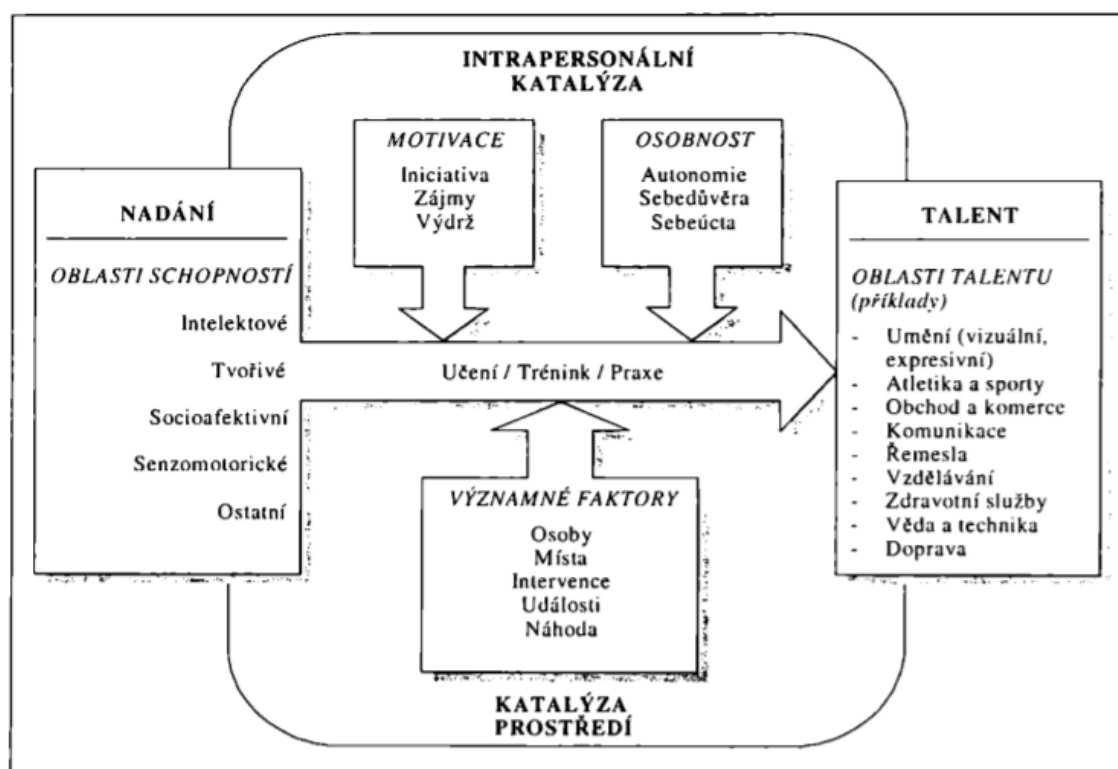 INTRAPERSONÁLNÍ
KATALÝZA
MOTIVACE
Iniciativa
Zájmy
Výdrž
OSOBNOST
Autonomie
Sebedůvěra
Sebeúcta
NADÁNÍ
OBLASTI SCHOPNOSTÍ
Intelektové
Tvořivé
Socioafektivní
Senzomotorické
Ostatní
Učení / Trénink / Praxe
VÝZNAMNÉ FAKTORY
Osoby
Místa
Intervence
Události
Náhoda
KATALÝZA
PROSTŘEDÍ
TALENT
OBLASTI TALENTU
(příklady)
- Umění (vizuální,
expresivní)
- Atletika a sporty
- Obchod a komerce
- Komunikace
- Řemesla
- Vzdělávání
- Zdravotní služby
- Věda a technika
- Doprava